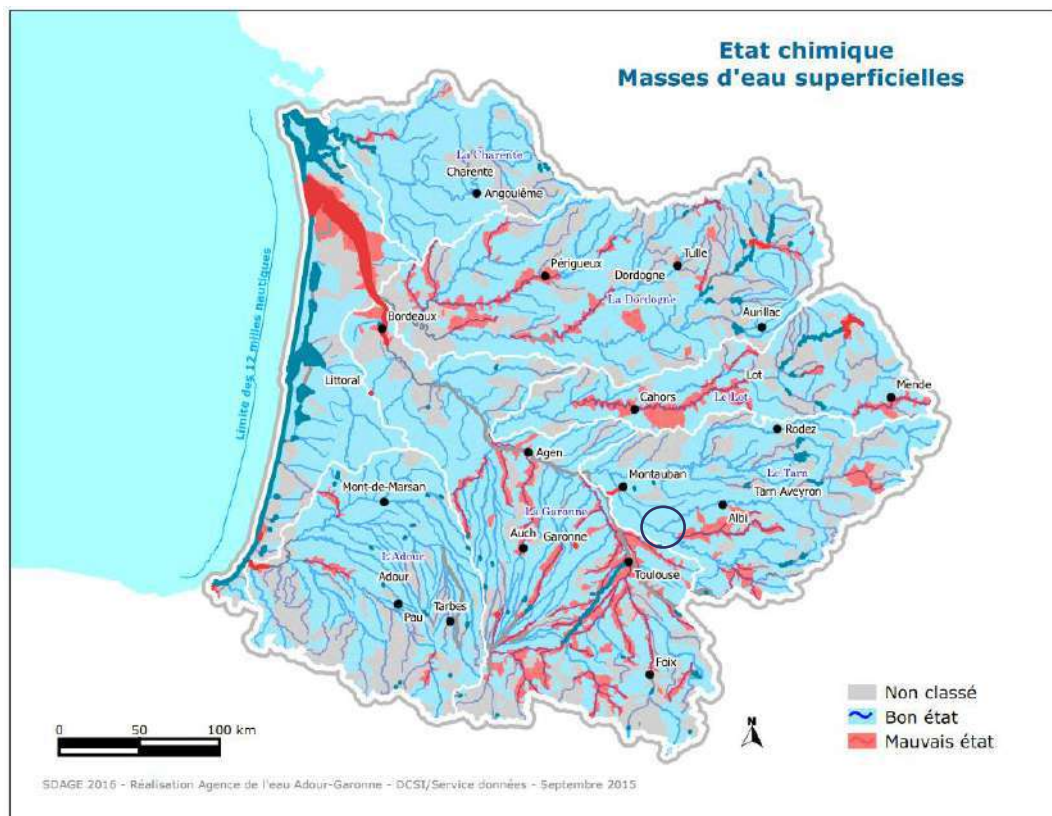 Etat chimique
Masses d'eau superficielles
Limite des 12 milles nautiques
La Charente
Charente
Angoulême
Périgueux
Tulle
Dordogne
La Dordogne
Aurillac
Bordeaux
Littoral
Lot
Le Lot
Cahors
Mende
Rodez
Agen
Montauban
Le Tarn
Tarn-Aveyron
Albi
Mont-de-Marsan
La Garonne
Auch
Garonne
L'Adour
Adour
Toulouse
Pau
Tarbes
Foix
Non classé
Bon état
Mauvais état
0 50 100 km
N
SDAGE 2016 - Réalisation Agence de l'eau Adour-Garonne - DCSI/Service données - Septembre 2015